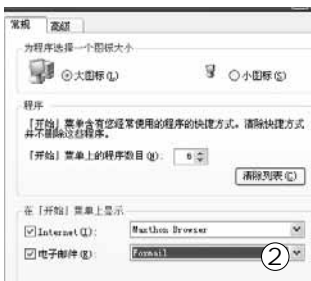 常规 高级
为程序选择一个图标大小
大图标(L) 小图标(S)
程序
「开始」菜单含有您经常使用的程序的快捷方式。清除快捷方式
并不删除这些程序。
「开始」菜单上的程序数目(N): 6
清除列表(C)
在「开始」菜单上显示
Internet(I): Maxthon Browser
电子邮件(E): Foxmail
②